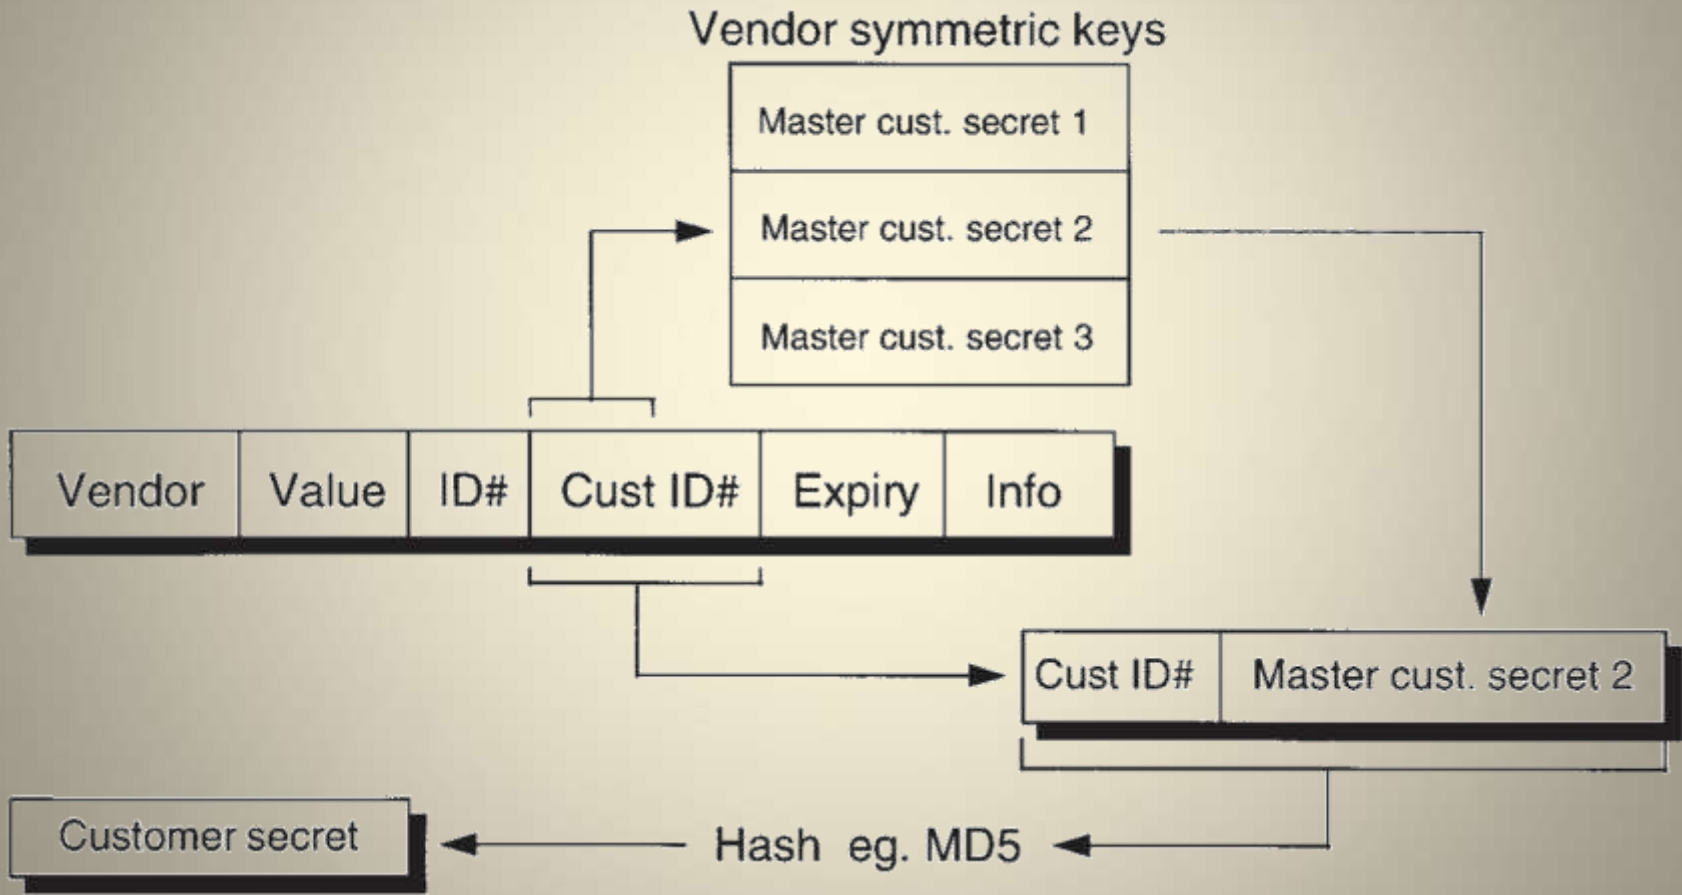 Vendor symmetric keys
Master cust. secret 1
Master cust. secret 2
Master cust. secret 3
Vendor Value ID# Cust ID# Expiry Info
Cust ID# Master cust. secret 2
Customer secret Hash eg. MD5